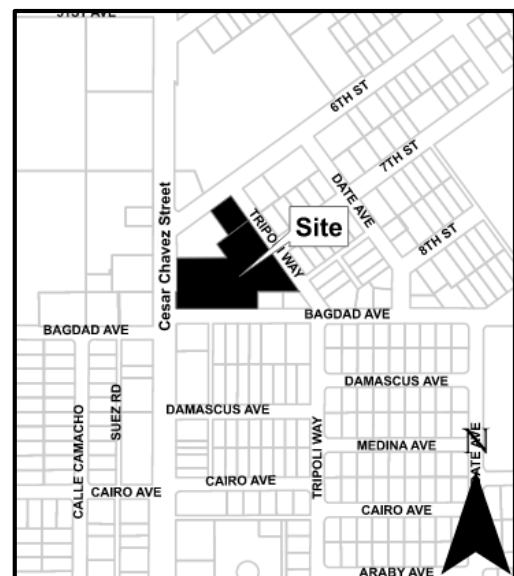 51ST AVE
6TH ST
7TH ST
DATE AVE
8TH ST
TRIPOLI WAY
Site
Cesar Chavez Street
BAGDAD AVE
BAGDAD AVE
SUEZ RD
CALLE CAMACHO
DAMASCUS AVE
DAMASCUS AVE
TRIPOLI WAY
MEDINA AVE
DATE AVE
N
CAIRO AVE
CAIRO AVE
CAIRO AVE
ARABY AVE